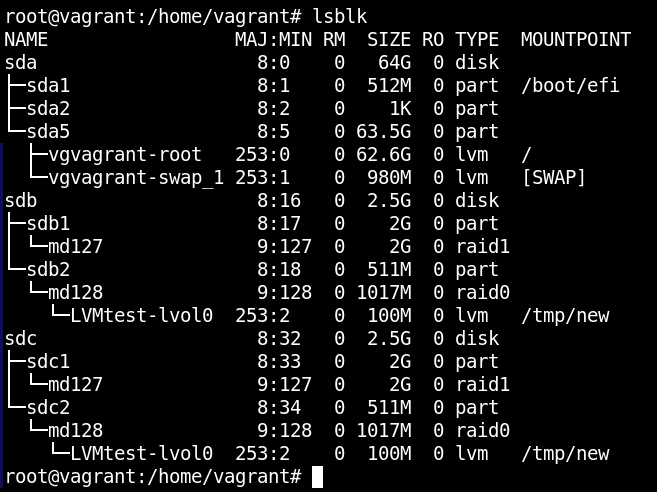 root@vagrant:/home/vagrant# lsblk
NAME                 MAJ:MIN RM  SIZE RO TYPE  MOUNTPOINT
sda                    8:0    0   64G  0 disk
├─sda1                 8:1    0  512M  0 part  /boot/efi
├─sda2                 8:2    0    1K  0 part
└─sda5                 8:5    0 63.5G  0 part
  ├─vgvagrant-root   253:0    0 62.6G  0 lvm   /
  └─vgvagrant-swap_1 253:1    0  980M  0 lvm   [SWAP]
sdb                    8:16   0  2.5G  0 disk
├─sdb1                 8:17   0    2G  0 part
│ └─md127              9:127  0    2G  0 raid1
└─sdb2                 8:18   0  511M  0 part
  └─md128              9:128  0 1017M  0 raid0
    └─LVMtest-lvol0  253:2    0  100M  0 lvm   /tmp/new
sdc                    8:32   0  2.5G  0 disk
├─sdc1                 8:33   0    2G  0 part
│ └─md127              9:127  0    2G  0 raid1
└─sdc2                 8:34   0  511M  0 part
  └─md128              9:128  0 1017M  0 raid0
    └─LVMtest-lvol0  253:2    0  100M  0 lvm   /tmp/new
root@vagrant:/home/vagrant#